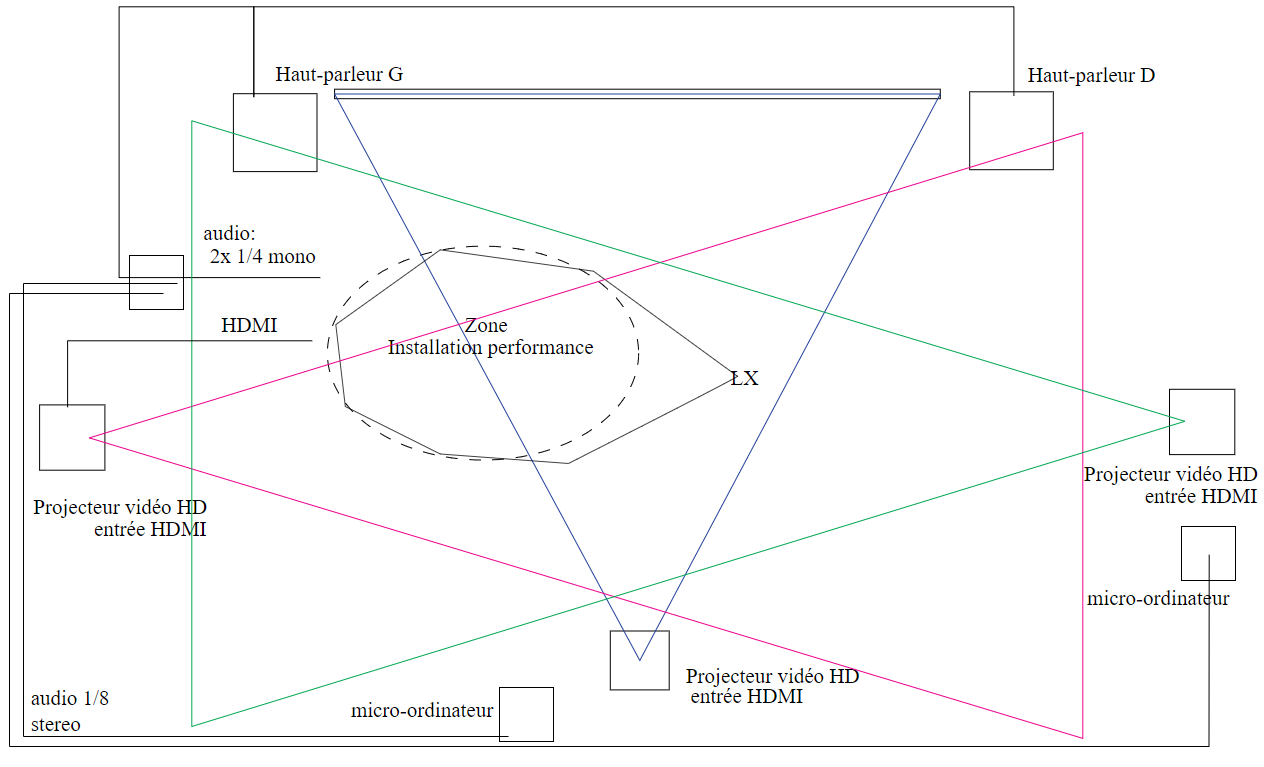 Haut-parleur G
Haut-parleur D
audio:
2x 1/4 mono
HDMI
Zone
Installation performance
LX
Projecteur vidéo HD
entrée HDMI
Projecteur vidéo HD
entrée HDMI
micro-ordinateur
Projecteur vidéo HD
entrée HDMI
audio 1/8
stereo
micro-ordinateur